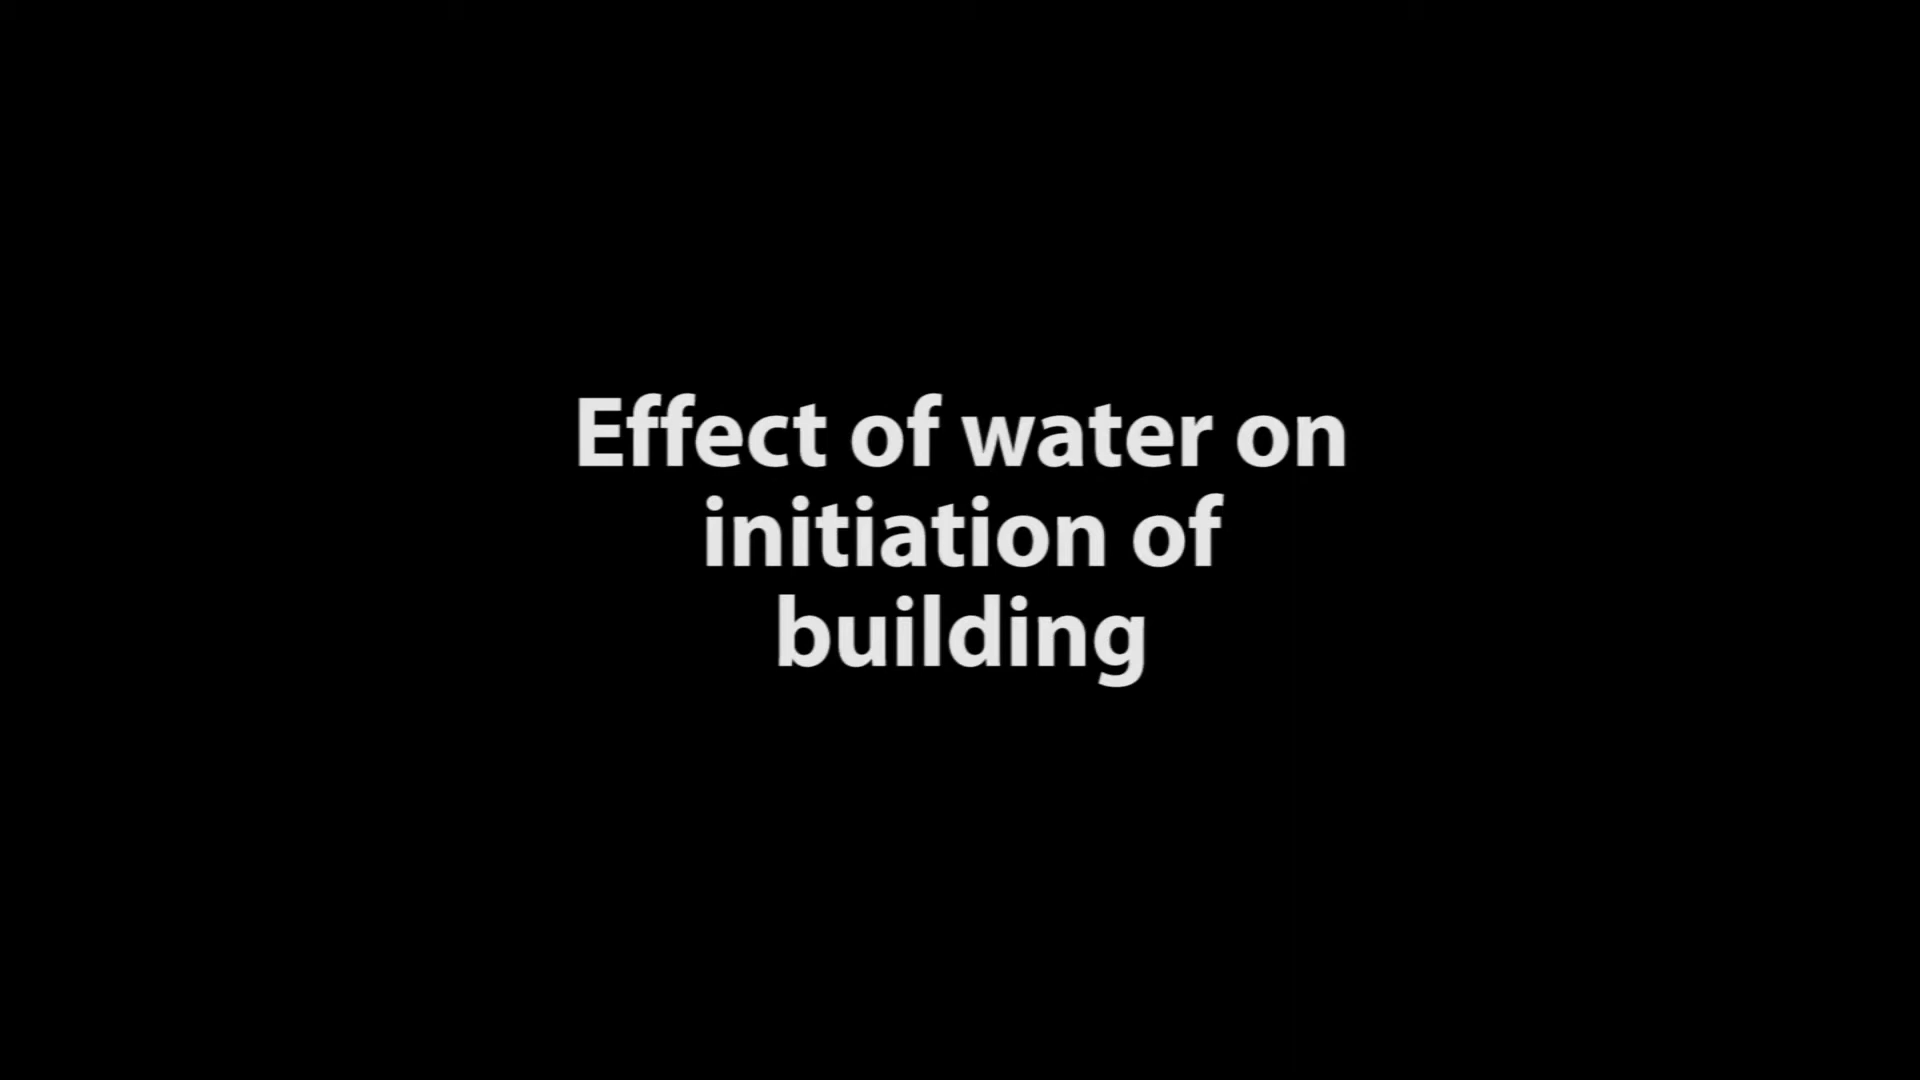 Effect of water on
initiation of
building